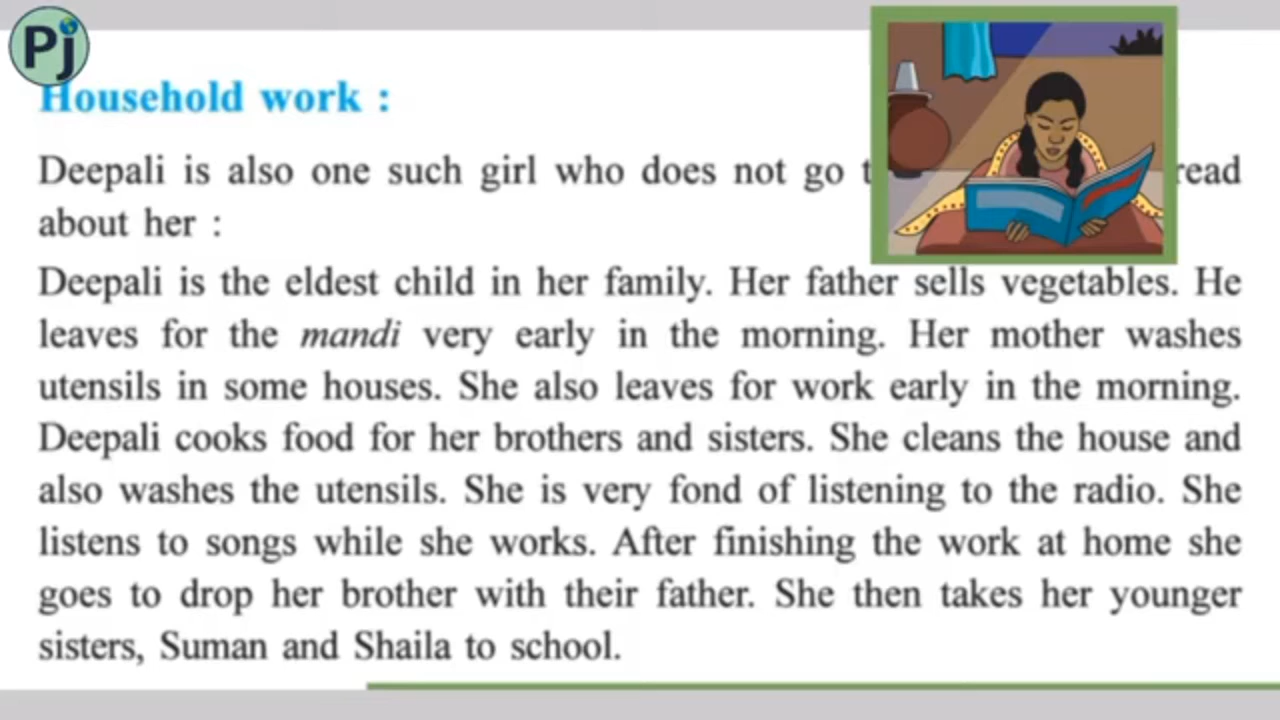 Pj
Household work :
Deepali is also one such girl who does not go read
about her :
Deepali is the eldest child in her family. Her father sells vegetables. He
leaves for the mandi very early in the morning. Her mother washes
utensils in some houses. She also leaves for work early in the morning.
Deepali cooks food for her brothers and sisters. She cleans the house and
also washes the utensils. She is very fond of listening to the radio. She
listens to songs while she works. After finishing the work at home she
goes to drop her brother with their father. She then takes her younger
sisters, Suman and Shaila to school.